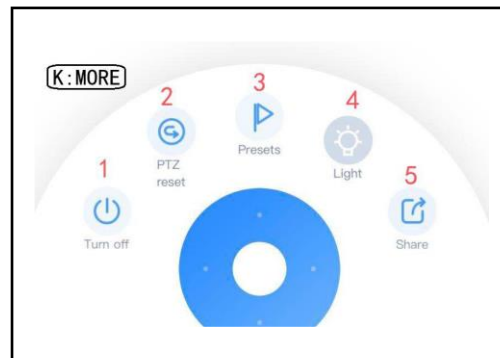 K:MORE
1
Turn off
2
PTZ
reset
3
Presets
4
Light
5
Share